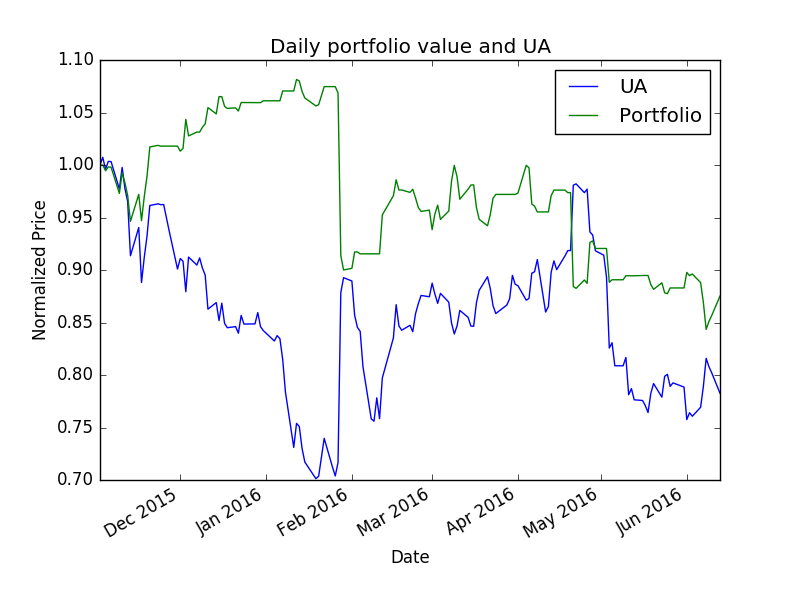 Daily portfolio value and UA
1.10
1.05
1.00
0.95
0.90
0.85
0.80
0.75
0.70
Normalized Price
UA
Portfolio
Dec 2015
Jan 2016
Feb 2016
Mar 2016
Apr 2016
May 2016
Jun 2016
Date